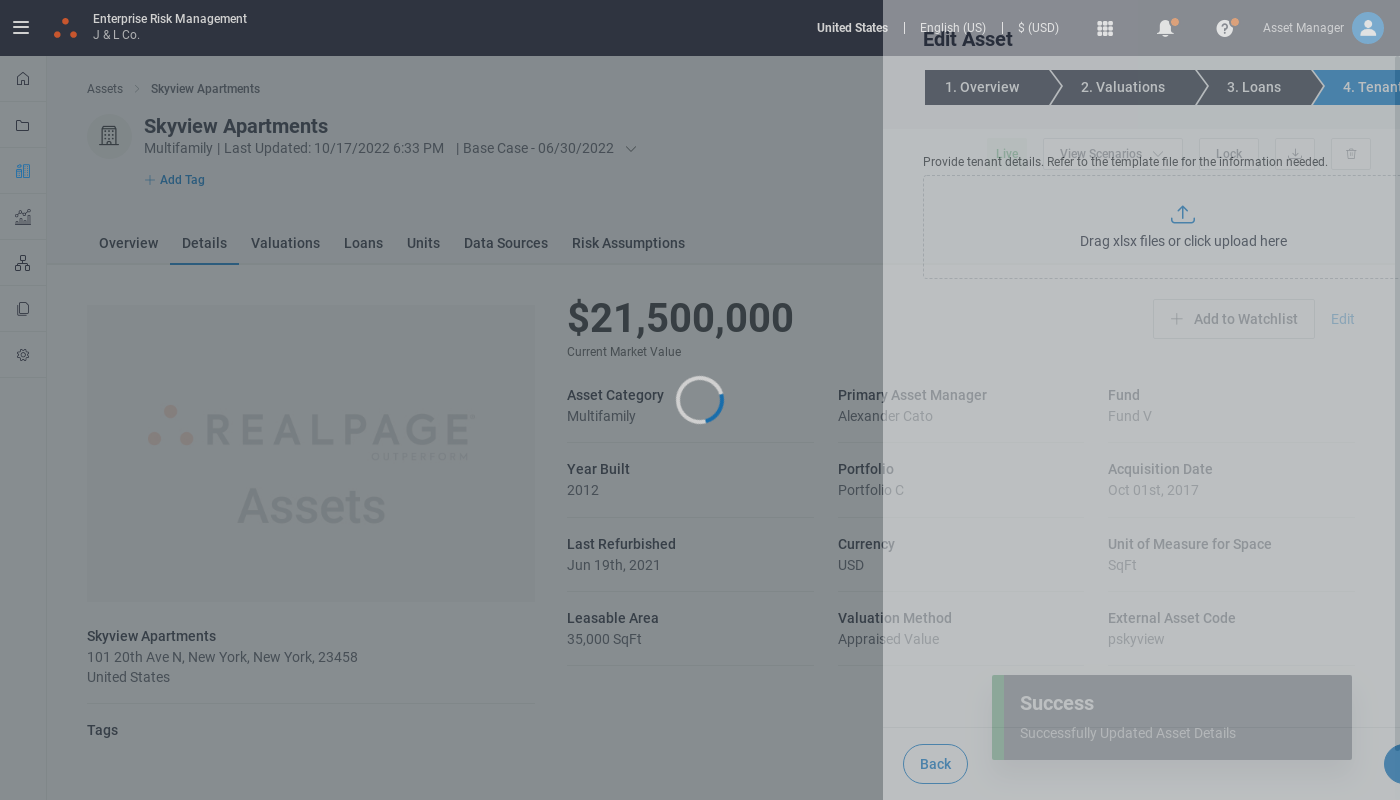 Enterprise Risk Management
J & L Co.
United States
English (US)
$ (USD)
Asset Manager
Edit Asset
1. Overview
2. Valuations
3. Loans
4. Tenant
Assets
Skyview Apartments
Skyview Apartments
Multifamily | Last Updated: 10/17/2022 6:33 PM | Base Case - 06/30/2022
Add Tag
Live
View Scenarios
Lock
Provide tenant details. Refer to the template file for the information needed.
Drag xlsx files or click upload here
Overview
Details
Valuations
Loans
Units
Data Sources
Risk Assumptions
$21,500,000
Current Market Value
Add to Watchlist
Edit
REALPAGE
OUTPERFORM
Assets
Asset Category
Multifamily
Primary Asset Manager
Alexander Cato
Fund
Fund V
Year Built
2012
Portfolio
Portfolio C
Acquisition Date
Oct 01st, 2017
Last Refurbished
Jun 19th, 2021
Currency
USD
Unit of Measure for Space
SqFt
Leasable Area
35,000 SqFt
Valuation Method
Appraised Value
External Asset Code
pskyview
Skyview Apartments
101 20th Ave N, New York, New York, 23458
United States
Tags
Success
Successfully Updated Asset Details
Back